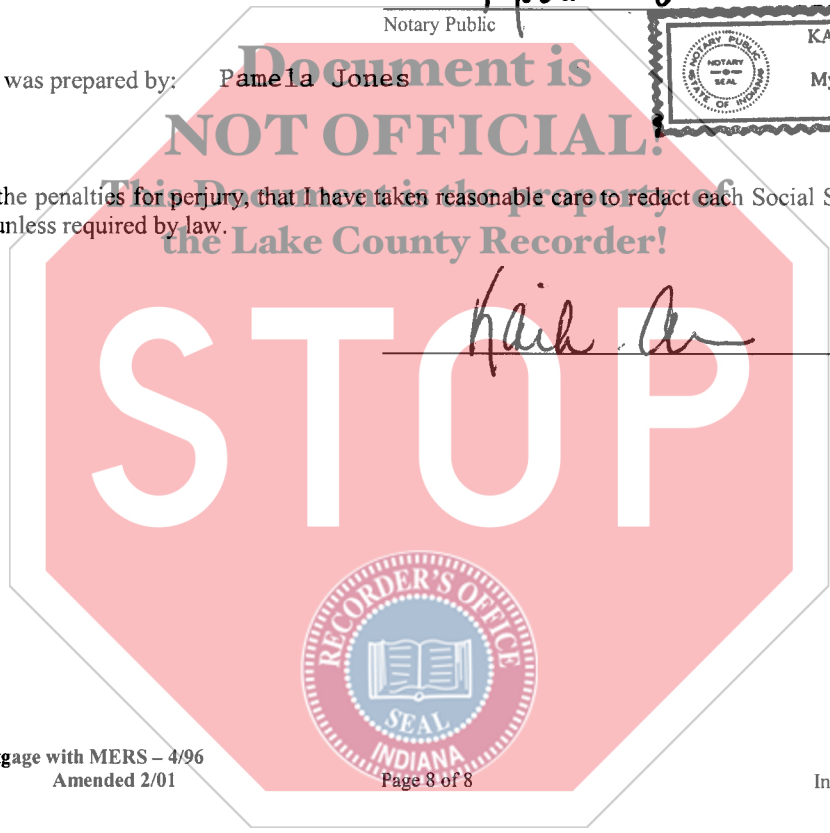 Notary Public
KA
NOTARY PUBLIC
NOTARY
SEAL
STATE OF INDIANA
My
was prepared by: Pamela Jones
Document is
NOT OFFICIAL!
This Document is the property of
the Lake County Recorder!
the penalties for perjury, that I have taken reasonable care to redact each Social S
unless required by law.
STOP
RECORDER'S OFFICE
SEAL
INDIANA
gage with MERS – 4/96
Amended 2/01
Page 8 of 8
In